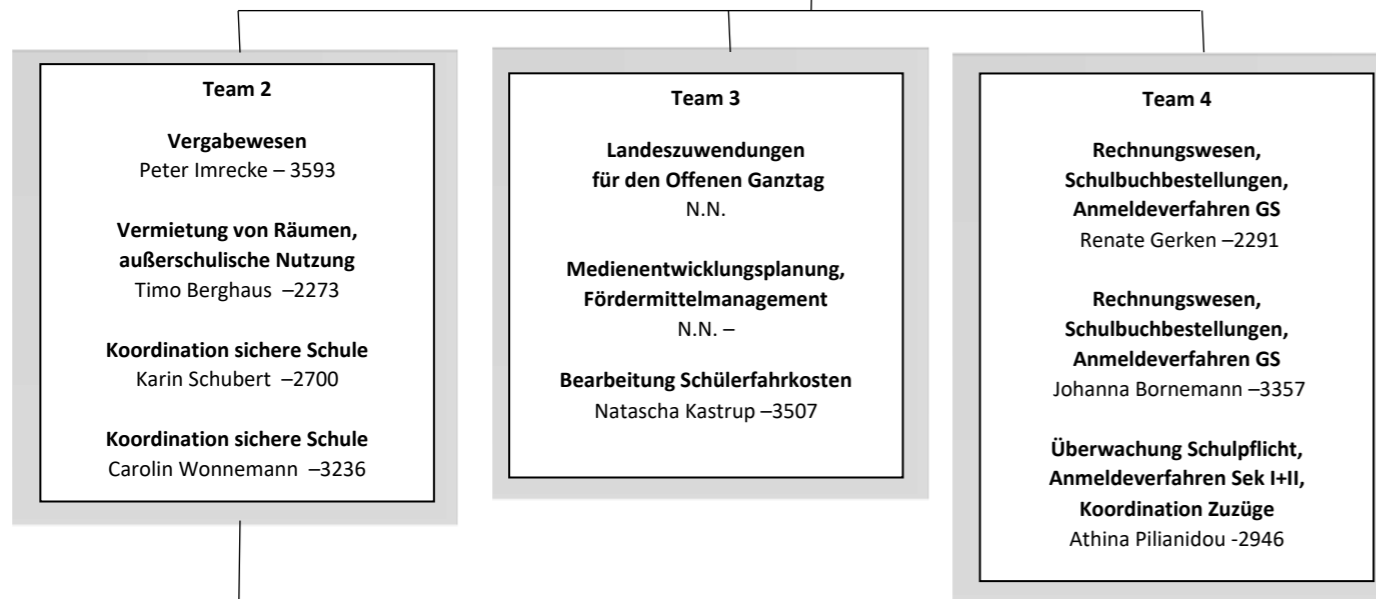 Team 2
Vergabewesen
Peter Imrecke – 3593
Vermietung von Räumen,
außerschulische Nutzung
Timo Berghaus –2273
Koordination sichere Schule
Karin Schubert –2700
Koordination sichere Schule
Carolin Wonnemann –3236
Team 3
Landeszuwendungen
für den Offenen Ganztag
N.N.
Medienentwicklungsplanung,
Fördermittelmanagement
N.N. –
Bearbeitung Schülerfahrkosten
Natascha Kastrup –3507
Team 4
Rechnungswesen,
Schulbuchbestellungen,
Anmeldeverfahren GS
Renate Gerken –2291
Rechnungswesen,
Schulbuchbestellungen,
Anmeldeverfahren GS
Johanna Bornemann –3357
Überwachung Schulpflicht,
Anmeldeverfahren Sek I+II,
Koordination Zuzüge
Athina Pilianidou -2946